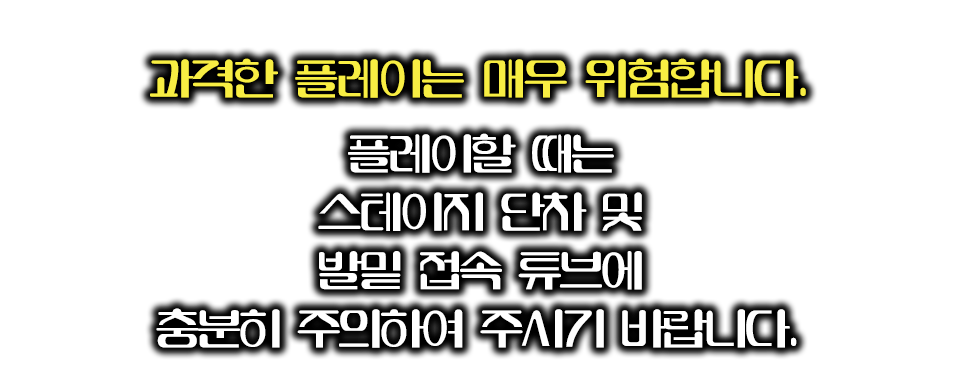 과격한 플레이는 매우 위험합니다.
플레이할 때는
스테이지 단차 및
발밑 접속 튜브에
충분히 주의하여 주시기 바랍니다.